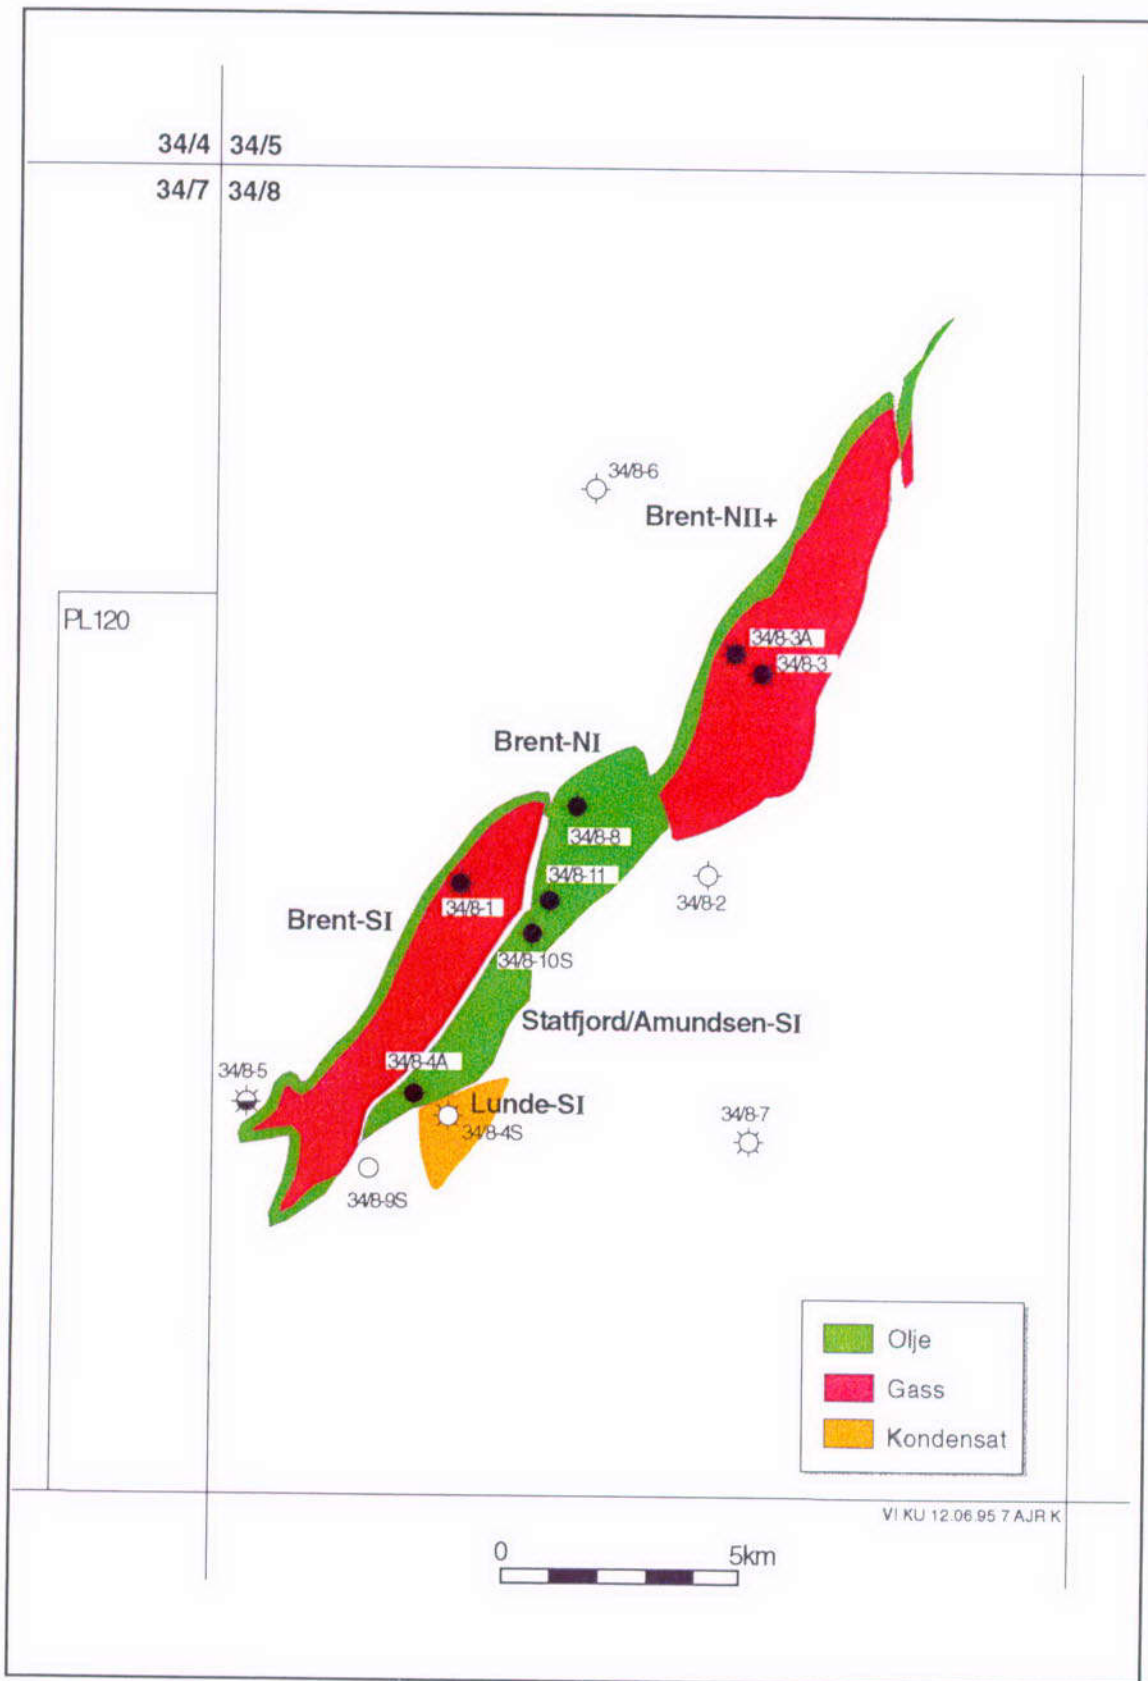 34/4 34/5
34/7 34/8
34/8-6
Brent-NII+
PL120
34/8-3A
34/8-3
Brent-NI
34/8-8
34/8-11
34/8-1
34/8-2
Brent-SI
34/8-10S
Statfjord/Amundsen-SI
34/8-4A
34/8-5
Lunde-SI
34/8-4S
34/8-7
34/8-9S
Olje
Gass
Kondensat
VI KU 12.06.95 7 AJR K
0 5km